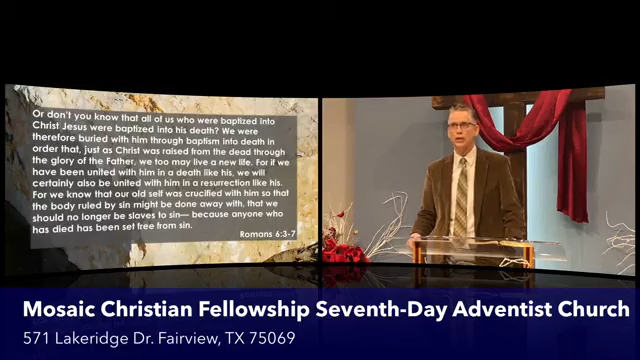 Or don't you know that all of us who were baptized into
Christ Jesus were baptized into his death? We were
therefore buried with him through baptism into death in
order that, just as Christ was raised from the dead through
the glory of the Father, we too may live a new life. For if we
have been united with him in a death like his, we will
certainly also be united with him in a resurrection like his.
For we know that our old self was crucified with him so that
the body ruled by sin might be done away with, that we
should no longer be slaves to sin— because anyone who
has died has been set free from sin.
Romans 6:3-7
Mosaic Christian Fellowship Seventh-Day Adventist Church
571 Lakeridge Dr. Fairview, TX 75069